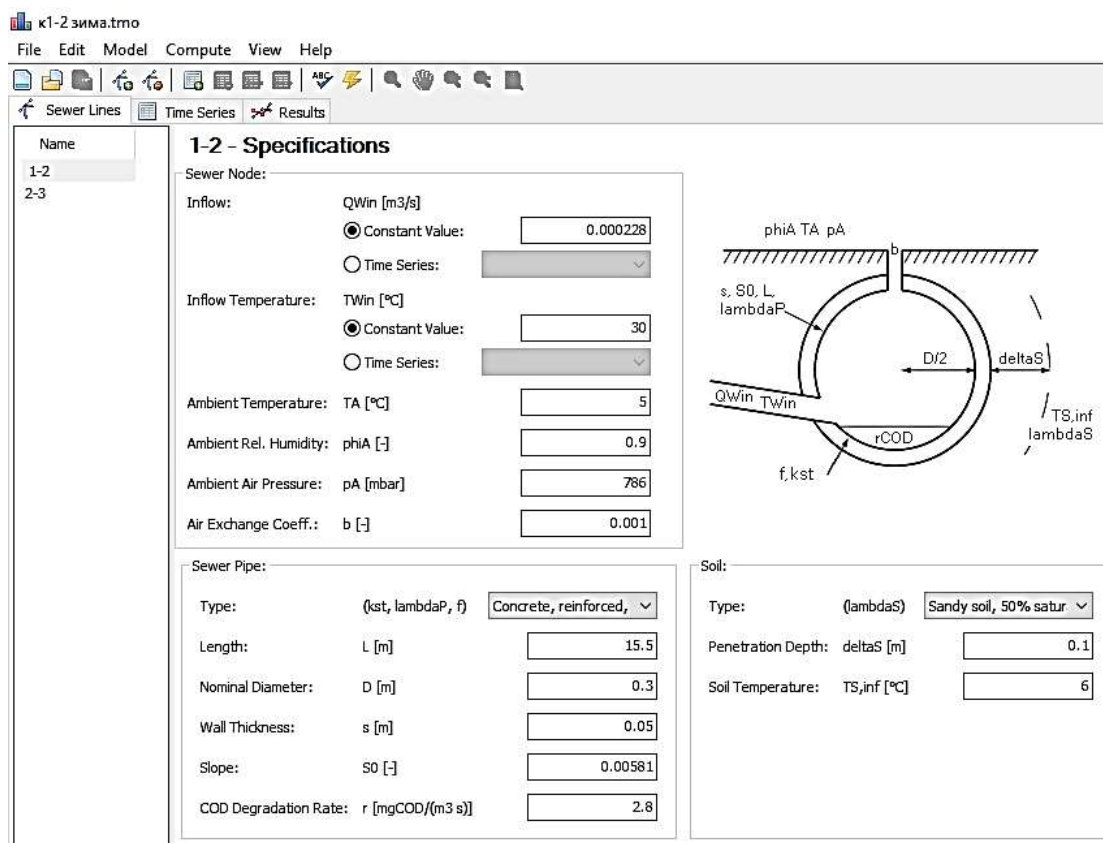 к1-2 зима.tmo
File Edit Model Compute View Help
ABC
Sewer Lines Time Series Results
Name
1-2
2-3
1-2 - Specifications
Sewer Node:
Inflow: QWin [m3/s]
Constant Value: 0.000228
Time Series:
Inflow Temperature: TWin [°C]
Constant Value: 30
Time Series:
Ambient Temperature: TA [°C] 5
Ambient Rel. Humidity: phiA [-] 0.9
Ambient Air Pressure: pA [mbar] 786
Air Exchange Coeff.: b [-] 0.001
phiA TA pA
b
s, S0, L,
lambdaP
D/2 deltaS
QWin TWin
TS,inf
lambdaS
rCOD
f,kst
Sewer Pipe:
Type: (kst, lambdaP, f) Concrete, reinforced,
Length: L [m] 15.5
Nominal Diameter: D [m] 0.3
Wall Thickness: s [m] 0.05
Slope: S0 [-] 0.00581
COD Degradation Rate: r [mgCOD/(m3 s)] 2.8
Soil:
Type: (lambdaS) Sandy soil, 50% satur
Penetration Depth: deltaS [m] 0.1
Soil Temperature: TS,inf [°C] 6